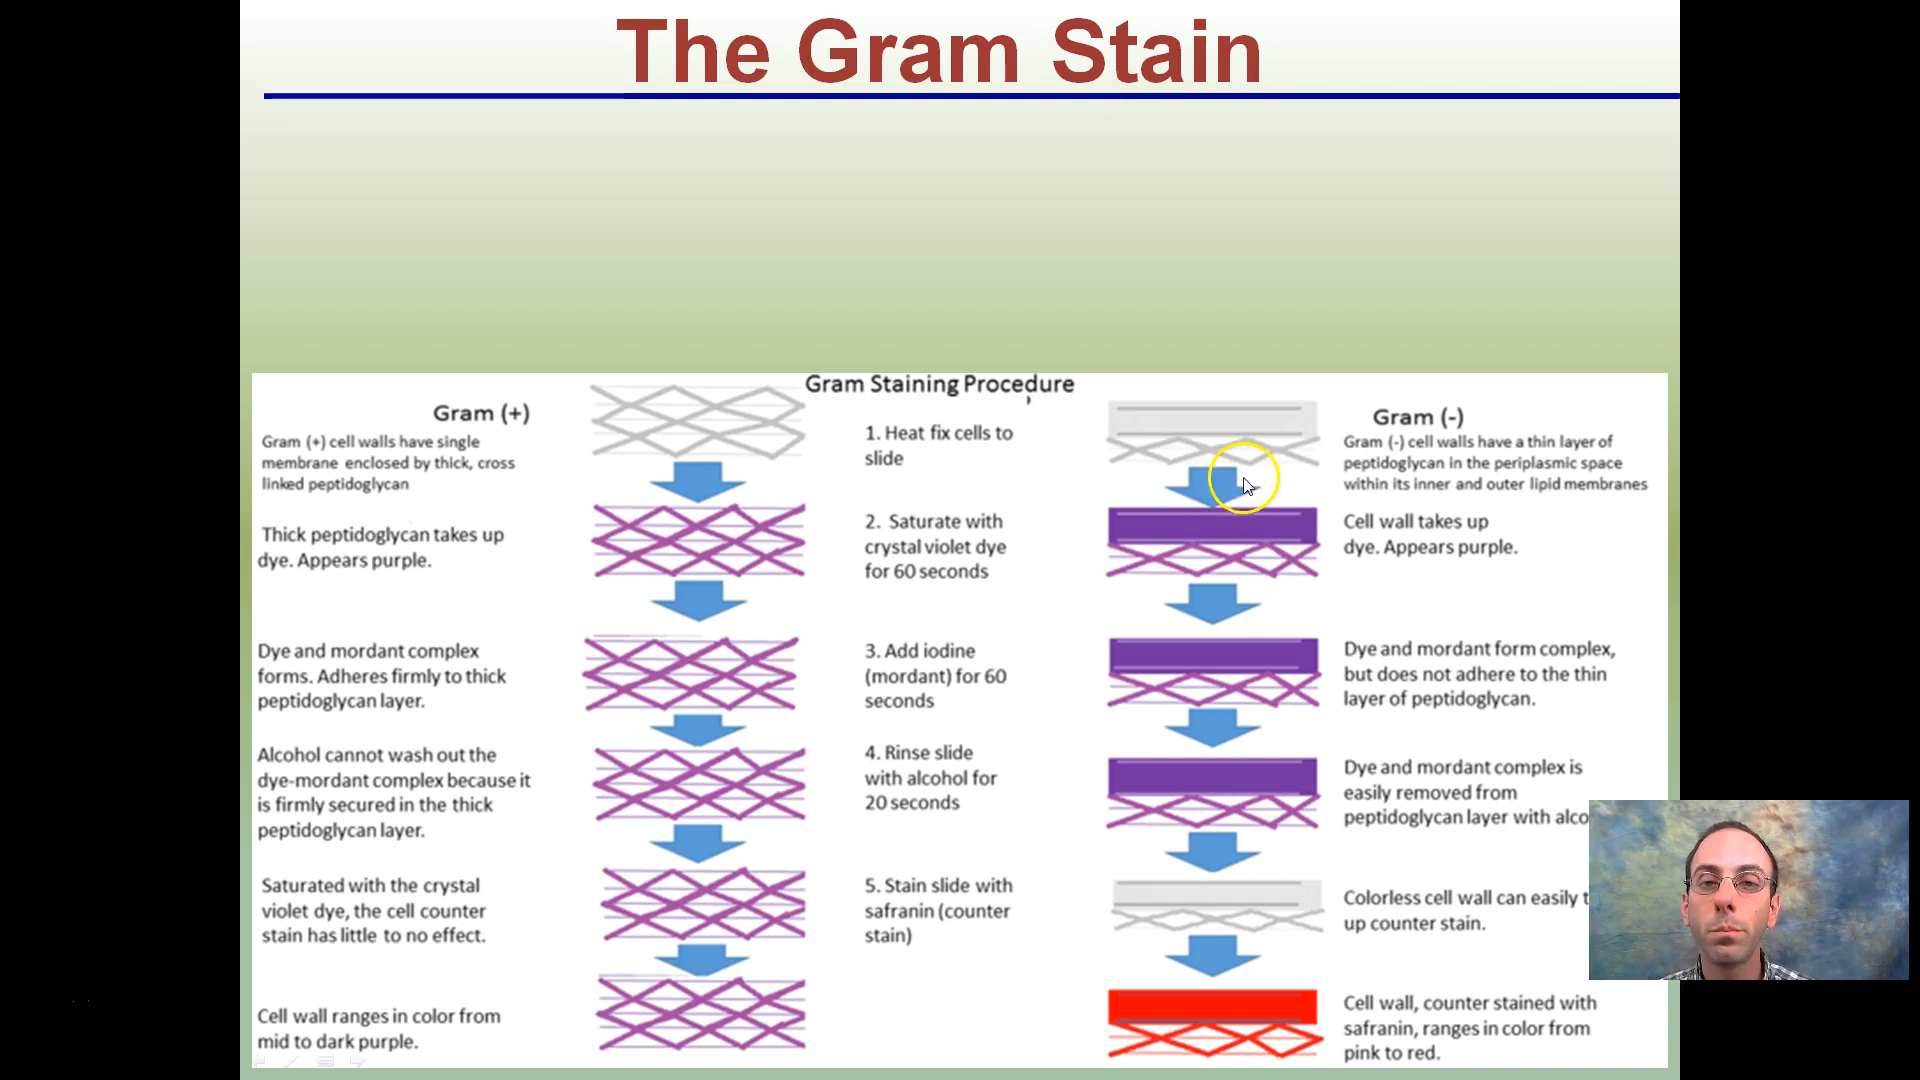 The Gram Stain
Gram Staining Procedure
Gram (+)
Gram (+) cell walls have single
membrane enclosed by thick, cross
linked peptidoglycan
Thick peptidoglycan takes up
dye. Appears purple.
Dye and mordant complex
forms. Adheres firmly to thick
peptidoglycan layer.
Alcohol cannot wash out the
dye-mordant complex because it
is firmly secured in the thick
peptidoglycan layer.
Saturated with the crystal
violet dye, the cell counter
stain has little to no effect.
Cell wall ranges in color from
mid to dark purple.
1. Heat fix cells to
slide
2. Saturate with
crystal violet dye
for 60 seconds
3. Add iodine
(mordant) for 60
seconds
4. Rinse slide
with alcohol for
20 seconds
5. Stain slide with
safranin (counter
stain)
Gram (-)
Gram (-) cell walls have a thin layer of
peptidoglycan in the periplasmic space
within its inner and outer lipid membranes
Cell wall takes up
dye. Appears purple.
Dye and mordant form complex,
but does not adhere to the thin
layer of peptidoglycan.
Dye and mordant complex is
easily removed from
peptidoglycan layer with alco
Colorless cell wall can easily t
up counter stain.
Cell wall, counter stained with
safranin, ranges in color from
pink to red.